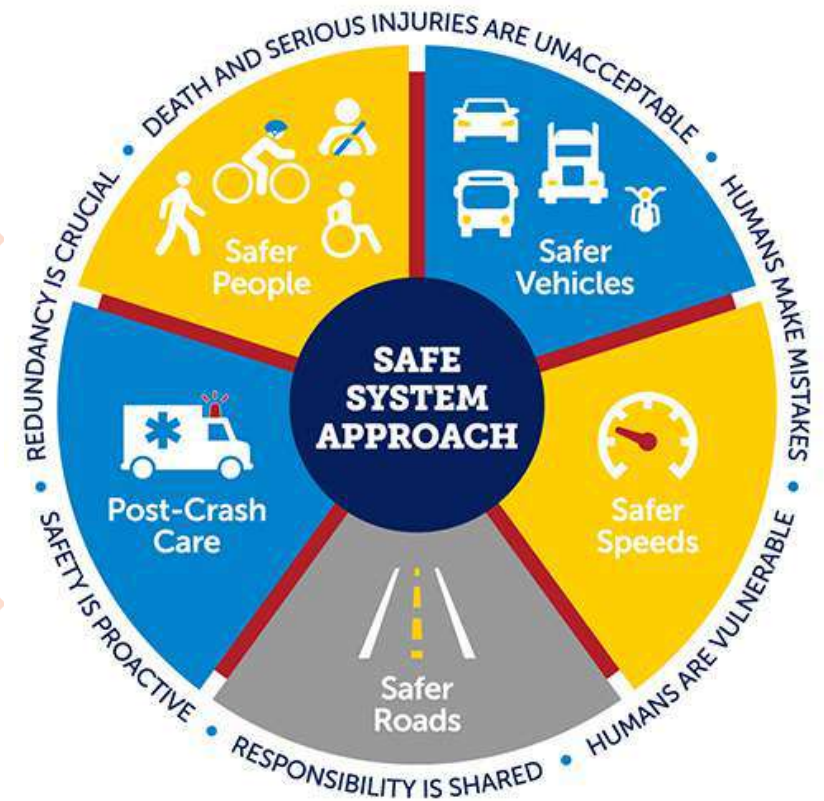 DEATH AND SERIOUS INJURIES ARE UNACCEPTABLE
HUMANS MAKE MISTAKES
HUMANS ARE VULNERABLE
RESPONSIBILITY IS SHARED
SAFETY IS PROACTIVE
REDUNDANCY IS CRUCIAL
Safer
People
Safer
Vehicles
SAFE
SYSTEM
APPROACH
Post-Crash
Care
Safer
Speeds
Safer
Roads